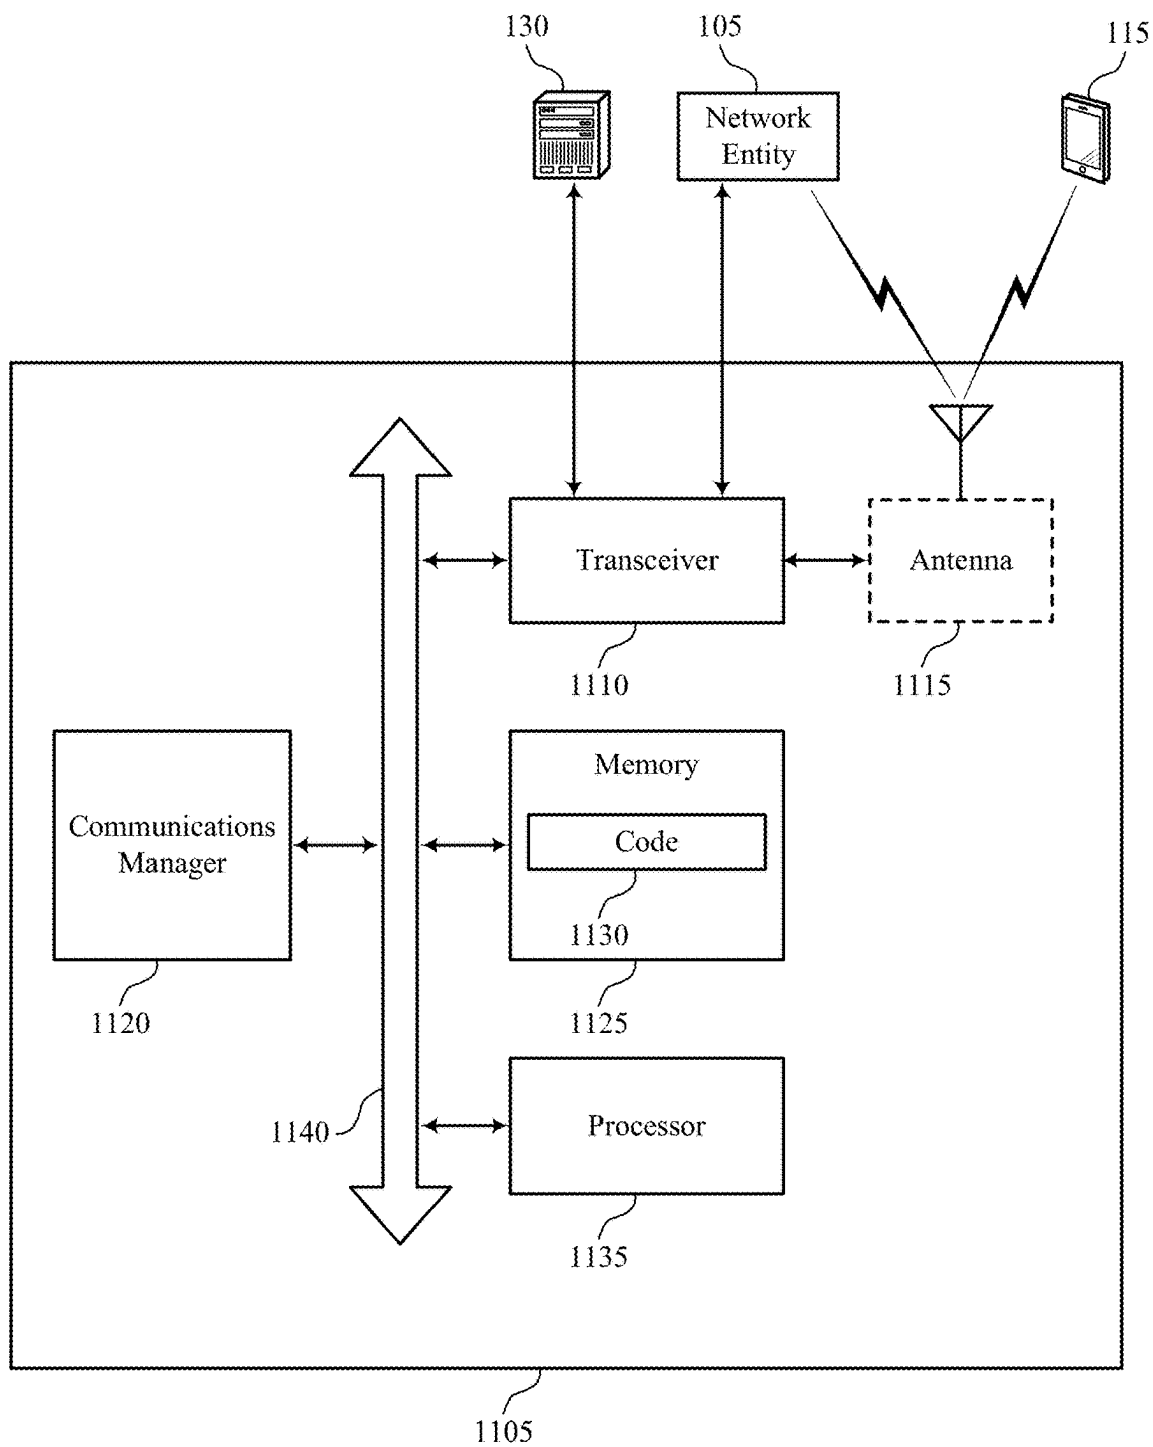 130
105
115
Network
Entity
Transceiver
Antenna
1110
1115
Communications
Manager
Memory
Code
1130
1120
1125
1140
Processor
1135
1105